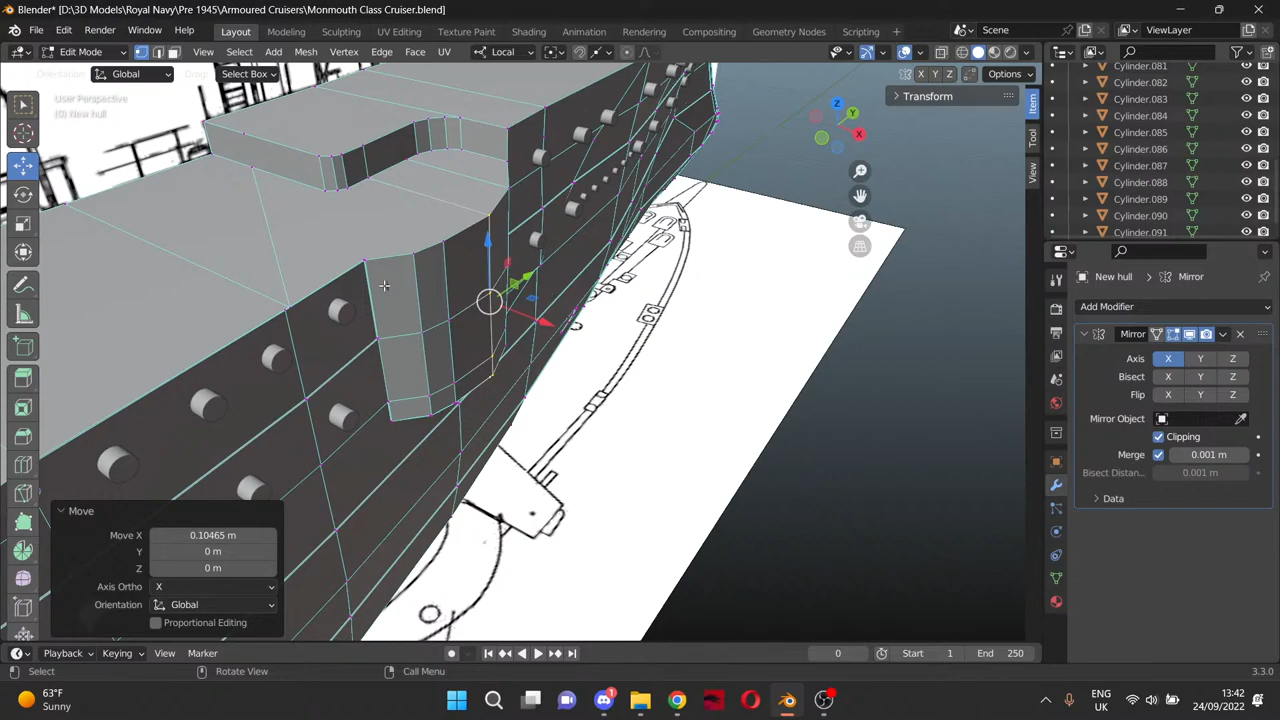 Blender* [D:\3D Models\Royal Navy\Pre 1945\Armoured Cruisers\Monmouth Class Cruiser.blend]
File Edit Render Window Help Layout Modeling Sculpting UV Editing Texture Paint Shading Animation Rendering Compositing Geometry Nodes Scripting Scene ViewLayer
Edit Mode View Select Add Mesh Vertex Edge Face UV Local
Orientation: Global Drag: Select Box X Y Z Options
User Perspective
(0) New hull
Transform
Item
Tool
View
Z
Y
X
Cylinder.081
Cylinder.082
Cylinder.083
Cylinder.084
Cylinder.085
Cylinder.086
Cylinder.087
Cylinder.088
Cylinder.089
Cylinder.090
Cylinder.091
New hull Mirror
Add Modifier
Mirror
Axis X Y Z
Bisect X Y Z
Flip X Y Z
Mirror Object
Clipping
Merge 0.001 m
Bisect Distan... 0.001 m
Data
Move
Move X 0.10465 m
Y 0 m
Z 0 m
Axis Ortho X
Orientation Global
Proportional Editing
Playback Keying View Marker 0 Start 1 End 250
Select Rotate View Call Menu 3.3.0
63°F
Sunny
1
ENG
UK
13:42
24/09/2022